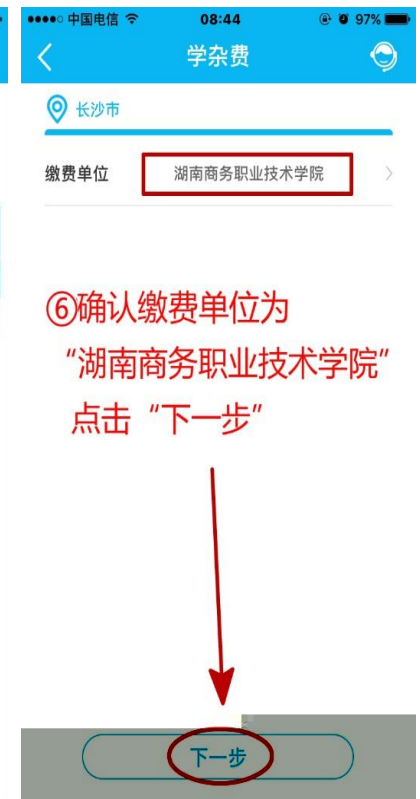 中国电信 08:44 97%
学杂费
长沙市
缴费单位 湖南商务职业技术学院
⑥确认缴费单位为
“湖南商务职业技术学院”
点击“下一步”
下一步